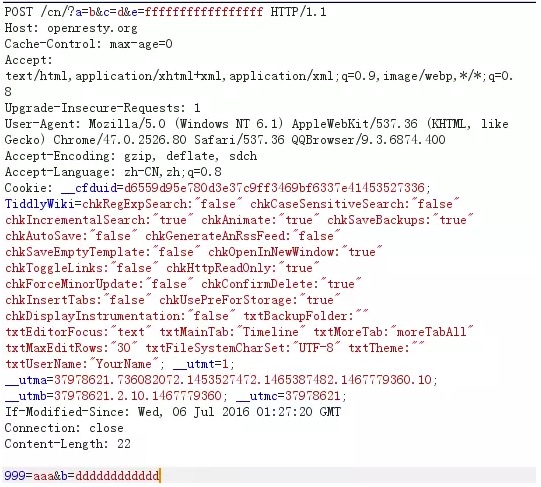 POST /cn/?a=b&c=d&e=ffffffffffffffffff HTTP/1.1
Host: openresty.org
Cache-Control: max-age=0
Accept:
text/html,application/xhtml+xml,application/xml;q=0.9,image/webp,*/*;q=0.
8
Upgrade-Insecure-Requests: 1
User-Agent: Mozilla/5.0 (Windows NT 6.1) AppleWebKit/537.36 (KHTML, like
Gecko) Chrome/47.0.2526.80 Safari/537.36 QQBrowser/9.3.6874.400
Accept-Encoding: gzip, deflate, sdch
Accept-Language: zh-CN,zh;q=0.8
Cookie: __cfduid=d6559d95e780d3e37c9ff3469bf6337e41453527336;
TiddlyWiki=chkRegExpSearch:"false" chkCaseSensitiveSearch:"false"
chkIncrementalSearch:"true" chkAnimate:"true" chkSaveBackups:"true"
chkAutoSave:"false" chkGenerateAnRssFeed:"false"
chkSaveEmptyTemplate:"false" chkOpenInNewWindow:"true"
chkToggleLinks:"false" chkHttpReadOnly:"true"
chkForceMinorUpdate:"false" chkConfirmDelete:"true"
chkInsertTabs:"false" chkUsePreForStorage:"true"
chkDisplayInstrumentation:"false" txtBackupFolder:""
txtEditorFocus:"text" txtMainTab:"Timeline" txtMoreTab:"moreTabAll"
txtMaxEditRows:"30" txtFileSystemCharSet:"UTF-8" txtTheme:""
txtUserName:"YourName"; __utmt=1;
__utma=37978621.736082072.1453527472.1465387482.1467779360.10;
__utmb=37978621.2.10.1467779360; __utmc=37978621;
If-Modified-Since: Wed, 06 Jul 2016 01:27:20 GMT
Connection: close
Content-Length: 22
999=aaa&b=dddddddddddd